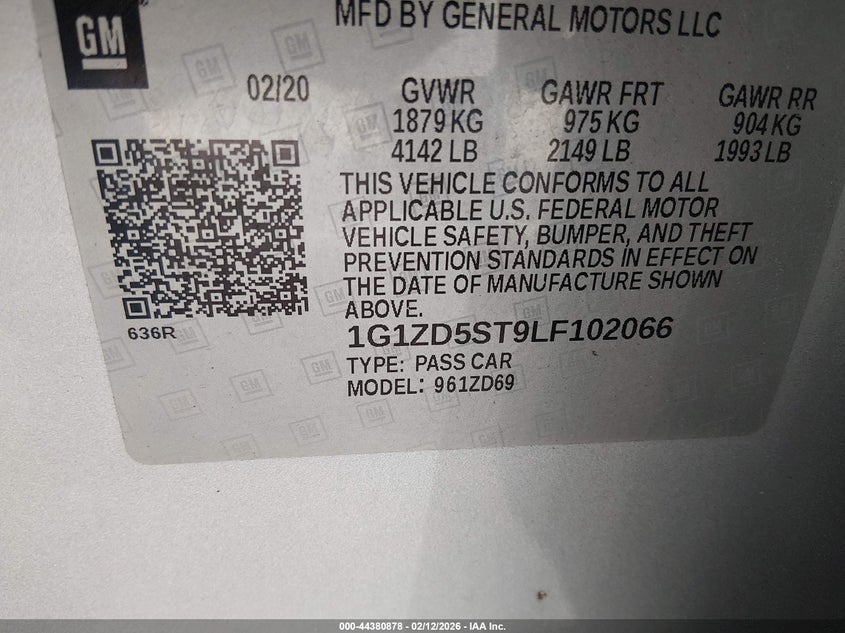 GM
MFD BY GENERAL MOTORS LLC
02/20
GVWR
1879 KG
4142 LB
GAWR FRT
975 KG
2149 LB
GAWR RR
904 KG
1993 LB
THIS VEHICLE CONFORMS TO ALL
APPLICABLE U.S. FEDERAL MOTOR
VEHICLE SAFETY, BUMPER, AND THEFT
PREVENTION STANDARDS IN EFFECT ON
THE DATE OF MANUFACTURE SHOWN
ABOVE.
636R
1G1ZD5ST9LF102066
TYPE: PASS CAR
MODEL: 961ZD69
000-44380878 - 02/12/2026 - IAA Inc.